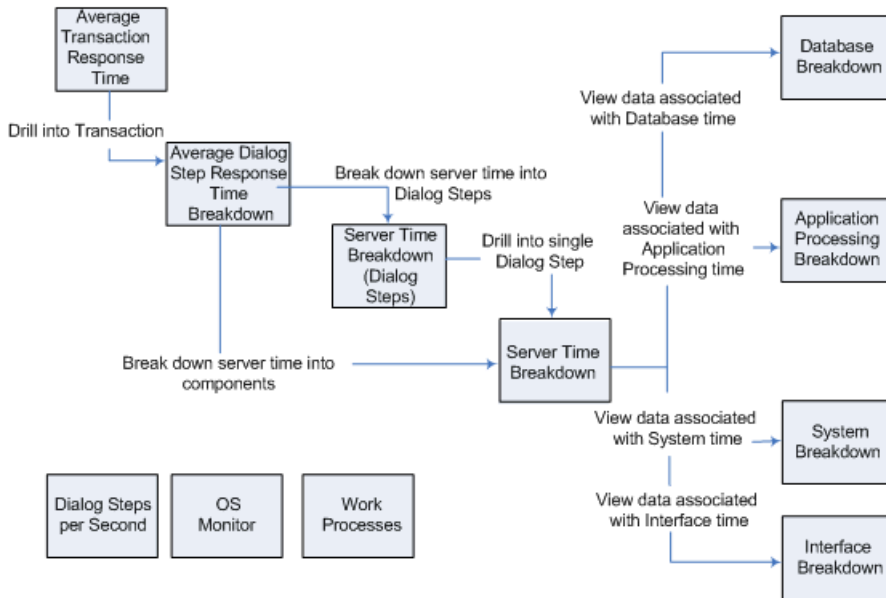 Average
Transaction
Response
Time
Drill into Transaction
Average Dialog
Step Response
Time
Breakdown
Break down server time into
Dialog Steps
Server Time
Breakdown
(Dialog
Steps)
Drill into single
Dialog Step
Break down server time into
components
Server Time
Breakdown
View data associated
with Database time
Database
Breakdown
View data
associated with
Application
Processing time
Application
Processing
Breakdown
View data associated
with System time
System
Breakdown
View data associated
with Interface time
Interface
Breakdown
Dialog Steps
per Second
OS
Monitor
Work
Processes